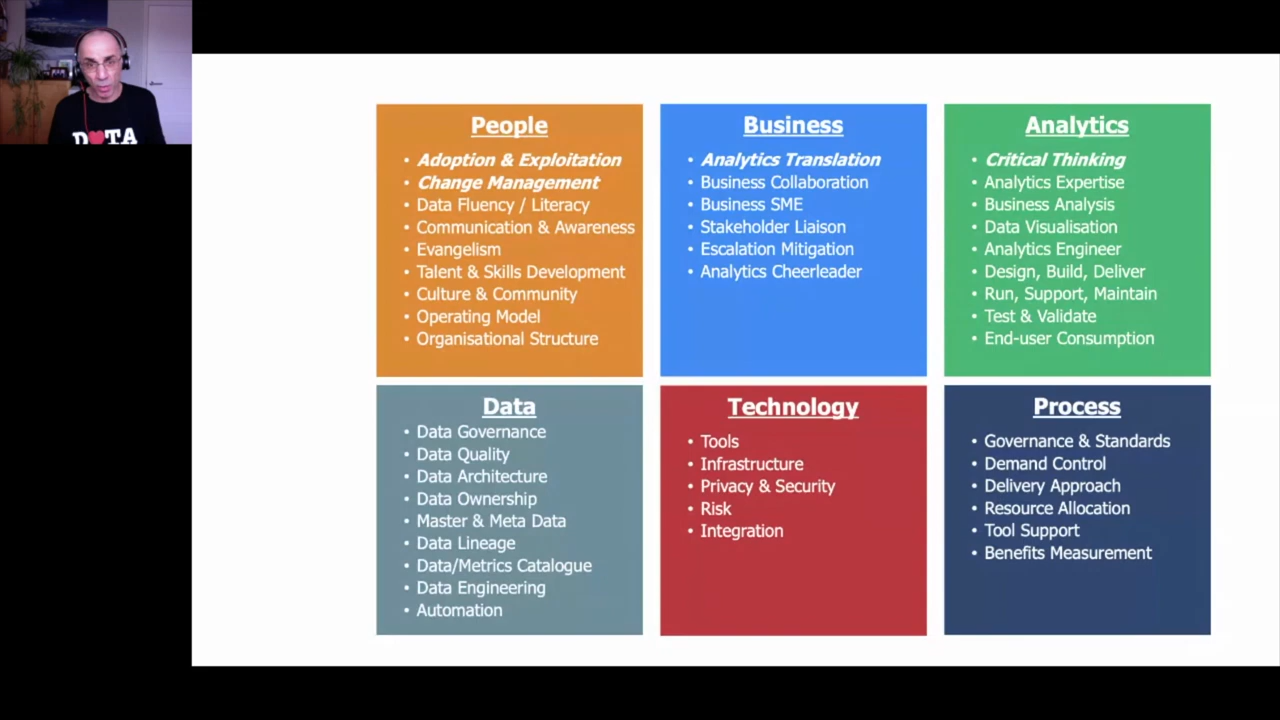 D♥TA
People
• Adoption & Exploitation
• Change Management
• Data Fluency / Literacy
• Communication & Awareness
• Evangelism
• Talent & Skills Development
• Culture & Community
• Operating Model
• Organisational Structure
Business
• Analytics Translation
• Business Collaboration
• Business SME
• Stakeholder Liaison
• Escalation Mitigation
• Analytics Cheerleader
Analytics
• Critical Thinking
• Analytics Expertise
• Business Analysis
• Data Visualisation
• Analytics Engineer
• Design, Build, Deliver
• Run, Support, Maintain
• Test & Validate
• End-user Consumption
Data
• Data Governance
• Data Quality
• Data Architecture
• Data Ownership
• Master & Meta Data
• Data Lineage
• Data/Metrics Catalogue
• Data Engineering
• Automation
Technology
• Tools
• Infrastructure
• Privacy & Security
• Risk
• Integration
Process
• Governance & Standards
• Demand Control
• Delivery Approach
• Resource Allocation
• Tool Support
• Benefits Measurement